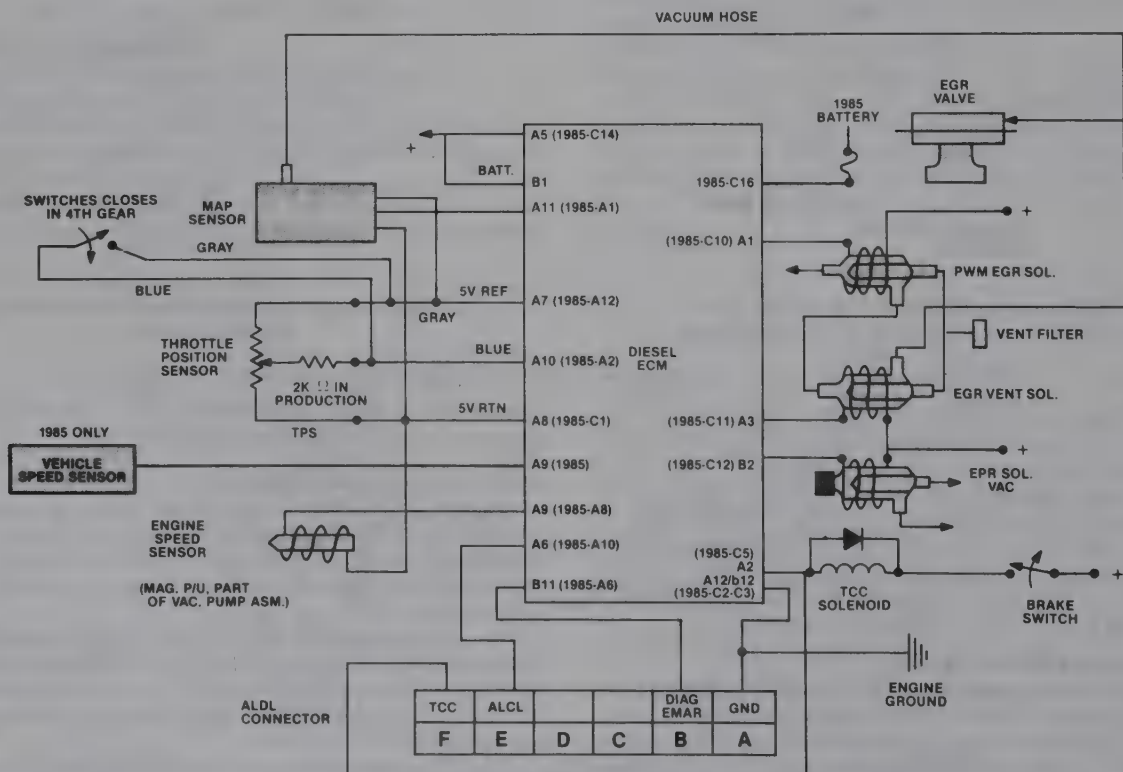 VACUUM HOSE
EGR
VALVE
1985
BATTERY
A5 (1985-C14)
+
BATT.
B1
1985-C16
SWITCHES CLOSES
IN 4TH GEAR
MAP
SENSOR
A11 (1985-A1)
+
GRAY
(1985-C10) A1
PWM EGR SOL.
BLUE
5V REF
A7 (1985-A12)
GRAY
VENT FILTER
THROTTLE
POSITION
SENSOR
BLUE
A10 (1985-A2)
DIESEL
ECM
2K Ω IN
PRODUCTION
EGR VENT SOL.
5V RTN
TPS
A8 (1985-C1)
(1985-C11) A3
1985 ONLY
VEHICLE
SPEED SENSOR
A9 (1985)
(1985-C12) B2
+
EPR SOL.
VAC
A9 (1985-A8)
ENGINE
SPEED
SENSOR
A6 (1985-A10)
(1985-C5)
A2
(MAG. P/U, PART
OF VAC. PUMP ASM.)
B11 (1985-A6)
A12/b12
(1985-C2-C3)
TCC
SOLENOID
BRAKE
SWITCH
+
ENGINE
GROUND
ALDL
CONNECTOR
TCC ALCL DIAG EMAR GND
F E D C B A